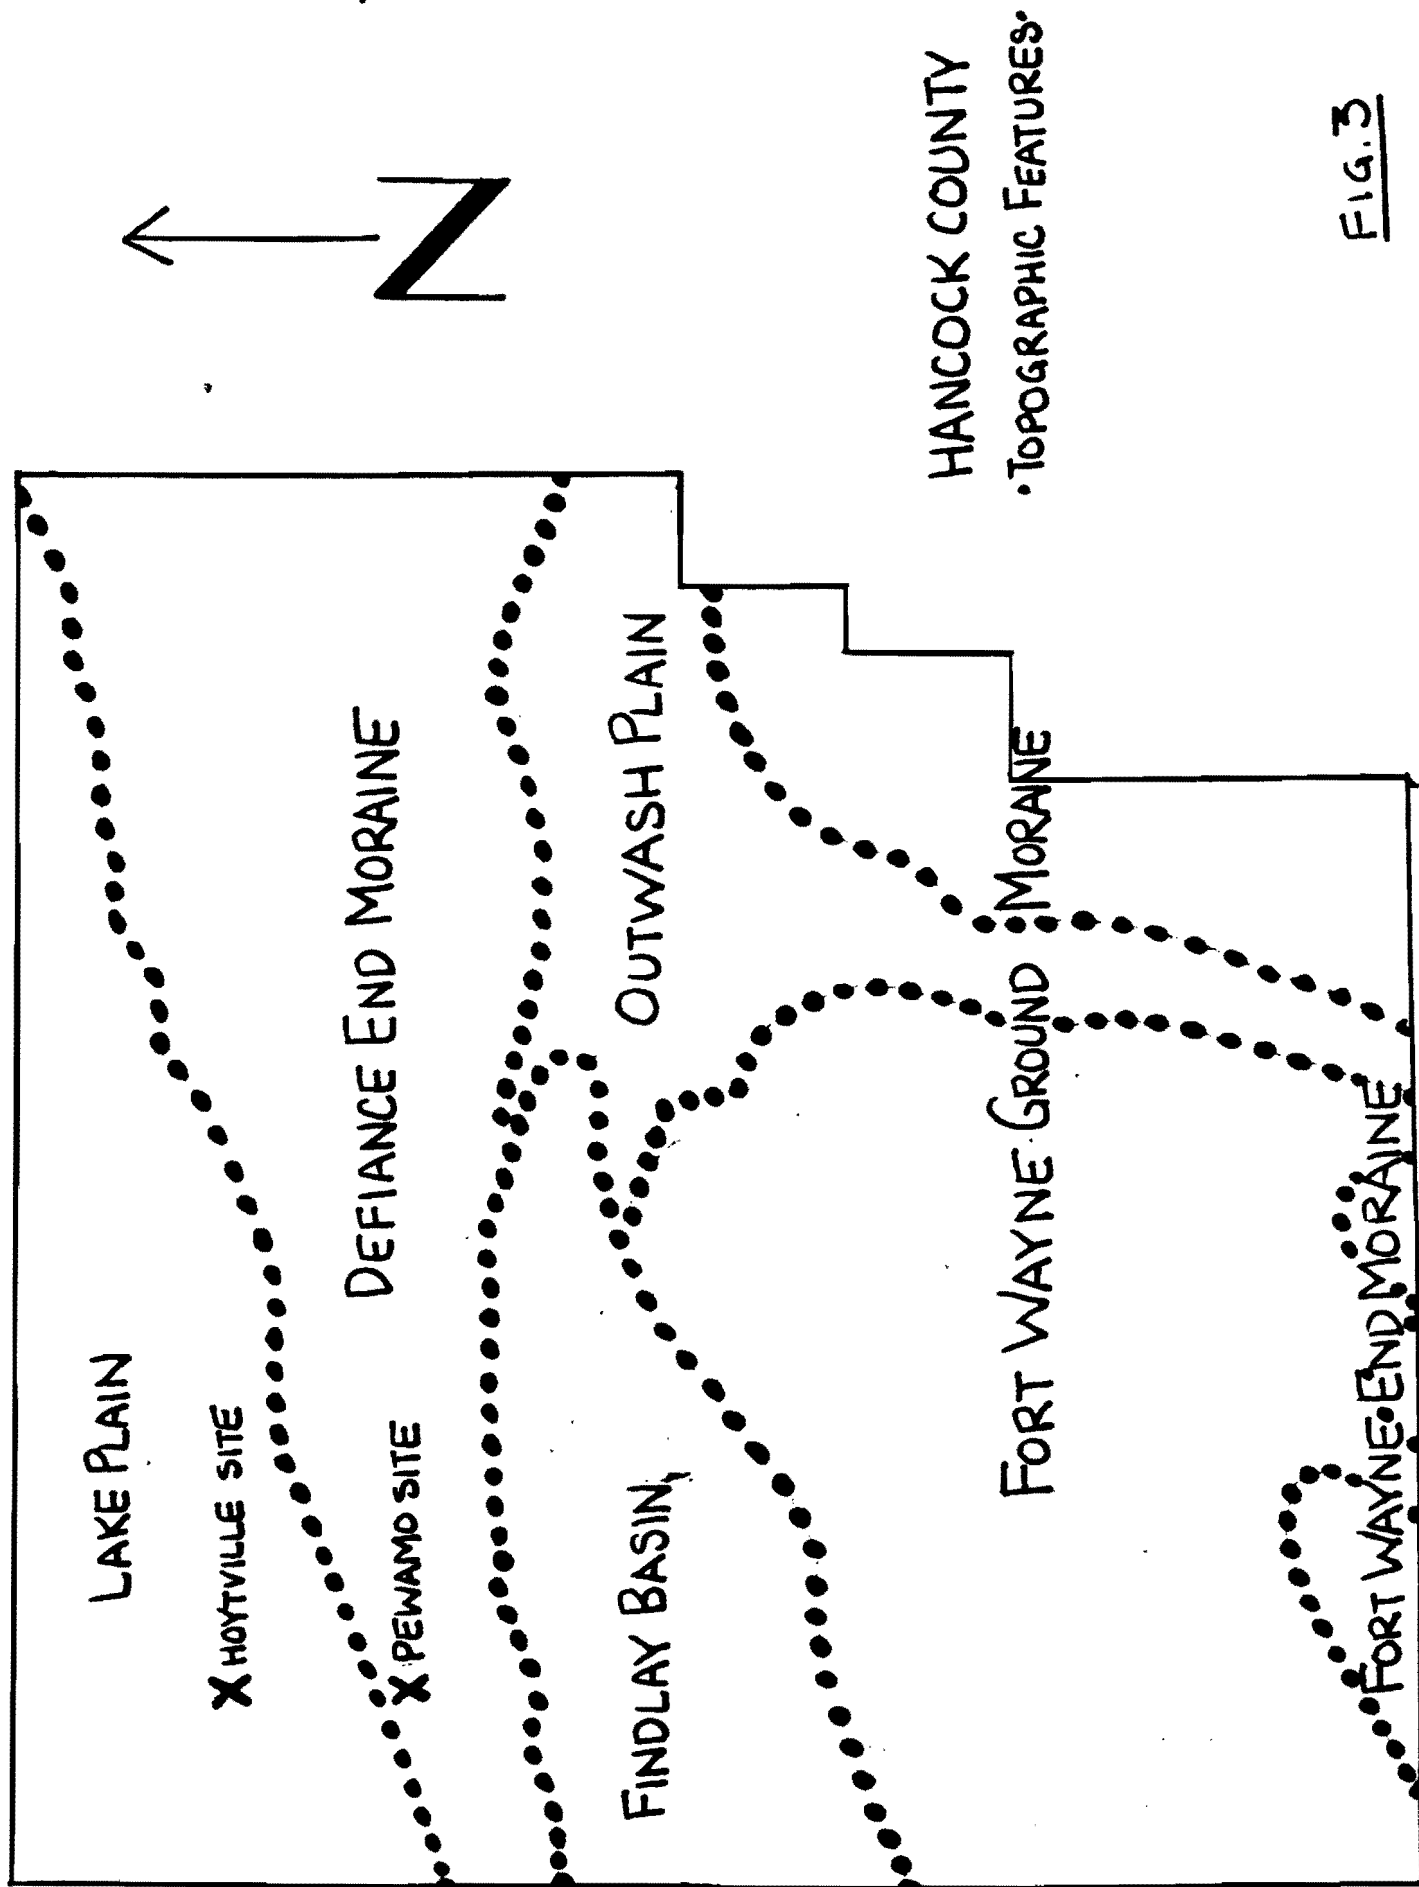 LAKE PLAIN
X HOYTVILLE SITE
DEFIANCE END MORAINE
X PEWAMO SITE
FINDLAY BASIN
OUTWASH PLAIN
FORT WAYNE GROUND MORAINE
FORT WAYNE END MORAINE
N
HANCOCK COUNTY
·TOPOGRAPHIC FEATURES·
FIG. 3